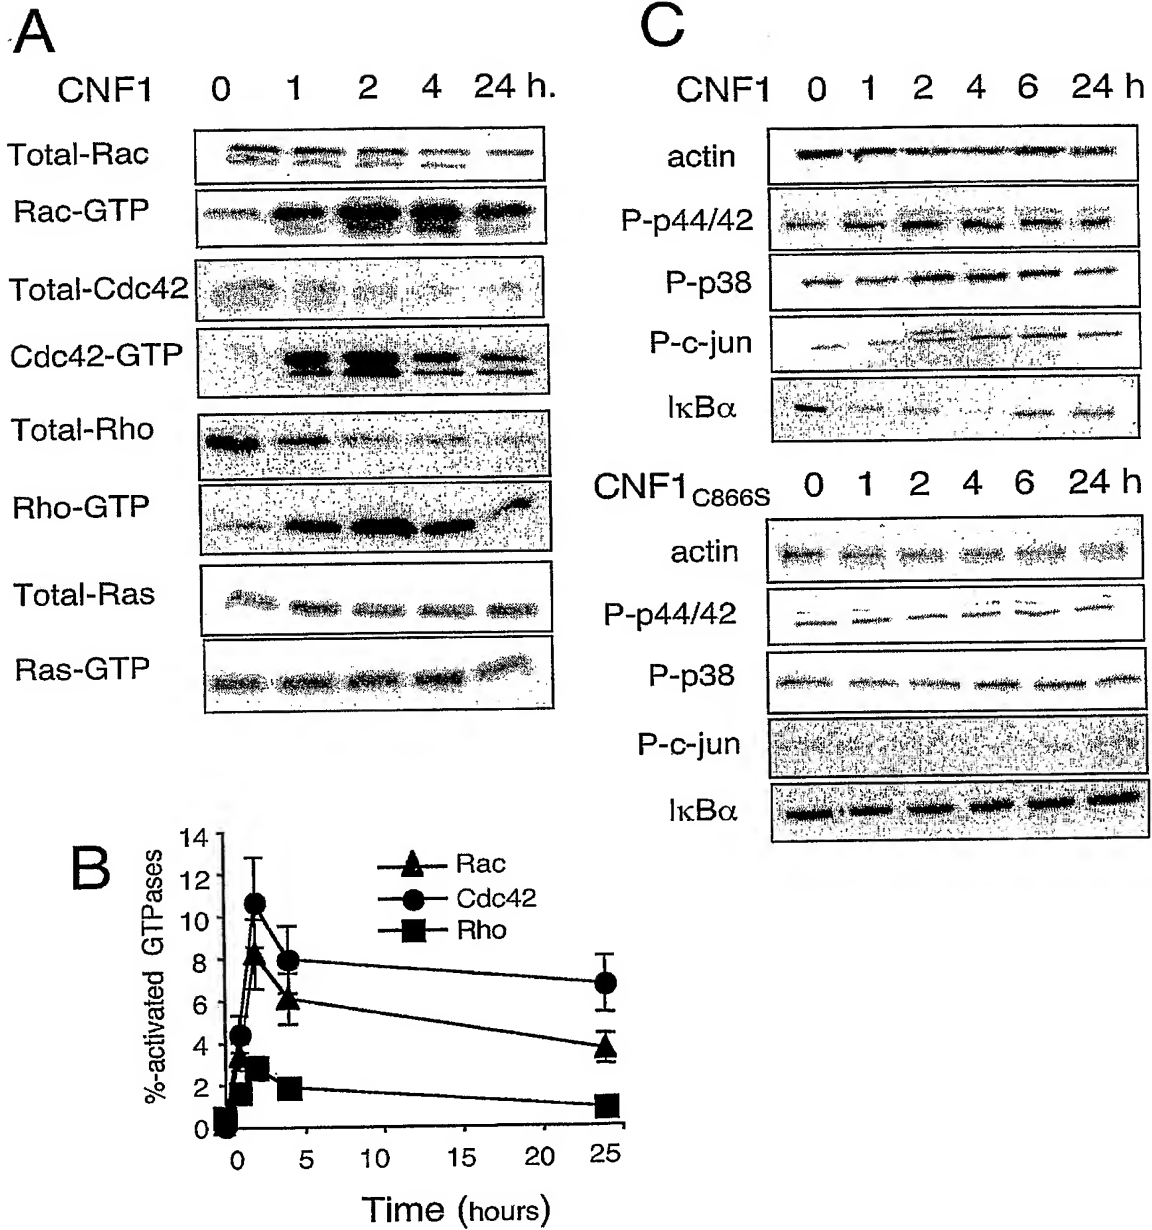 A
CNF1 0 1 2 4 24 h.
Total-Rac
Rac-GTP
Total-Cdc42
Cdc42-GTP
Total-Rho
Rho-GTP
Total-Ras
Ras-GTP
C
CNF1 0 1 2 4 6 24 h
actin
P-p44/42
P-p38
P-c-jun
IκBα
CNF1C866S 0 1 2 4 6 24 h
actin
P-p44/42
P-p38
P-c-jun
IκBα
B
%-activated GTPases
14
12
10
8
6
4
2
0
Rac
Cdc42
Rho
0 5 10 15 20 25
Time (hours)